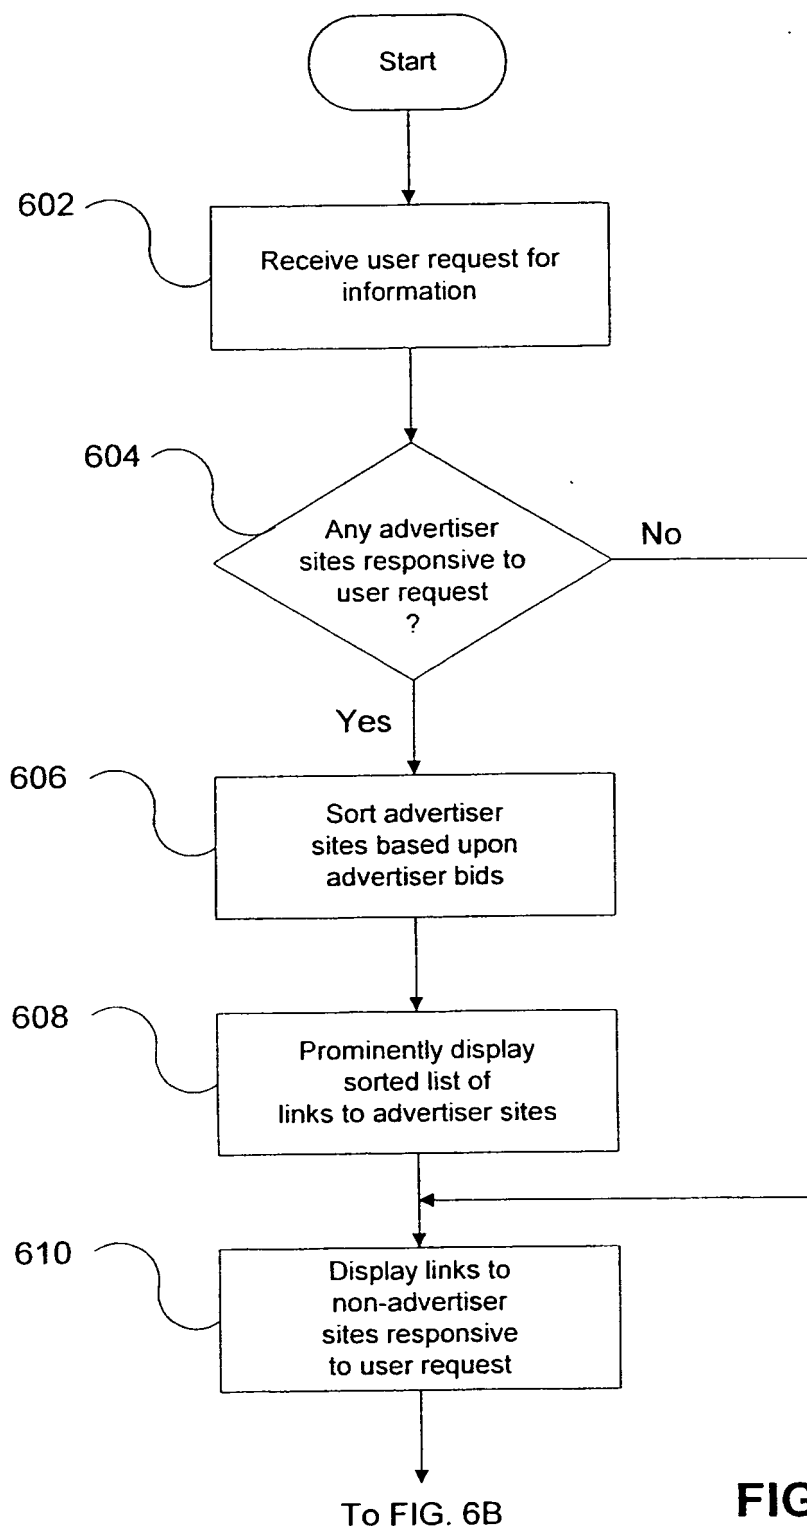 Start
602
Receive user request for
information
604
Any advertiser
sites responsive to
user request
?
No
Yes
606
Sort advertiser
sites based upon
advertiser bids
608
Prominently display
sorted list of
links to advertiser sites
610
Display links to
non-advertiser
sites responsive
to user request
To FIG. 6B
FIG